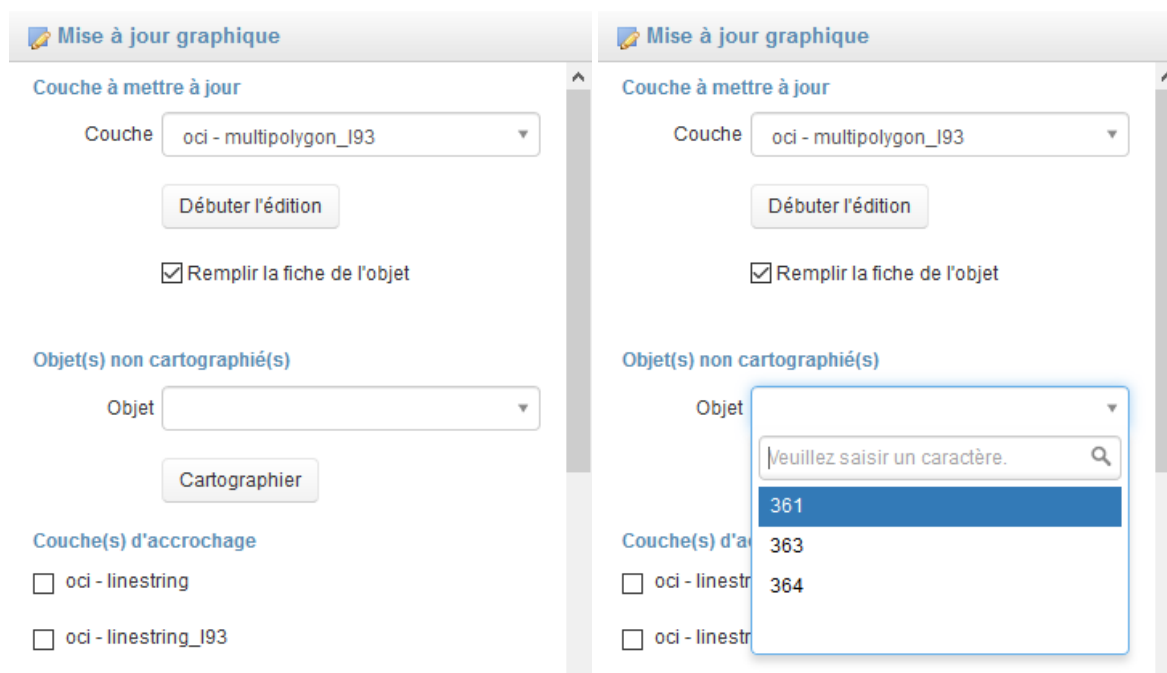 Mise à jour graphique
Couche à mettre à jour
Couche oci - multipolygon_l93
Débuter l'édition
Remplir la fiche de l'objet
Objet(s) non cartographié(s)
Objet
Cartographier
Couche(s) d'accrochage
oci - linestring
oci - linestring_l93
Mise à jour graphique
Couche à mettre à jour
Couche oci - multipolygon_l93
Débuter l'édition
Remplir la fiche de l'objet
Objet(s) non cartographié(s)
Objet
Veuillez saisir un caractère.
361
Couche(s) d'a
363
oci - linestr
364
oci - linestr